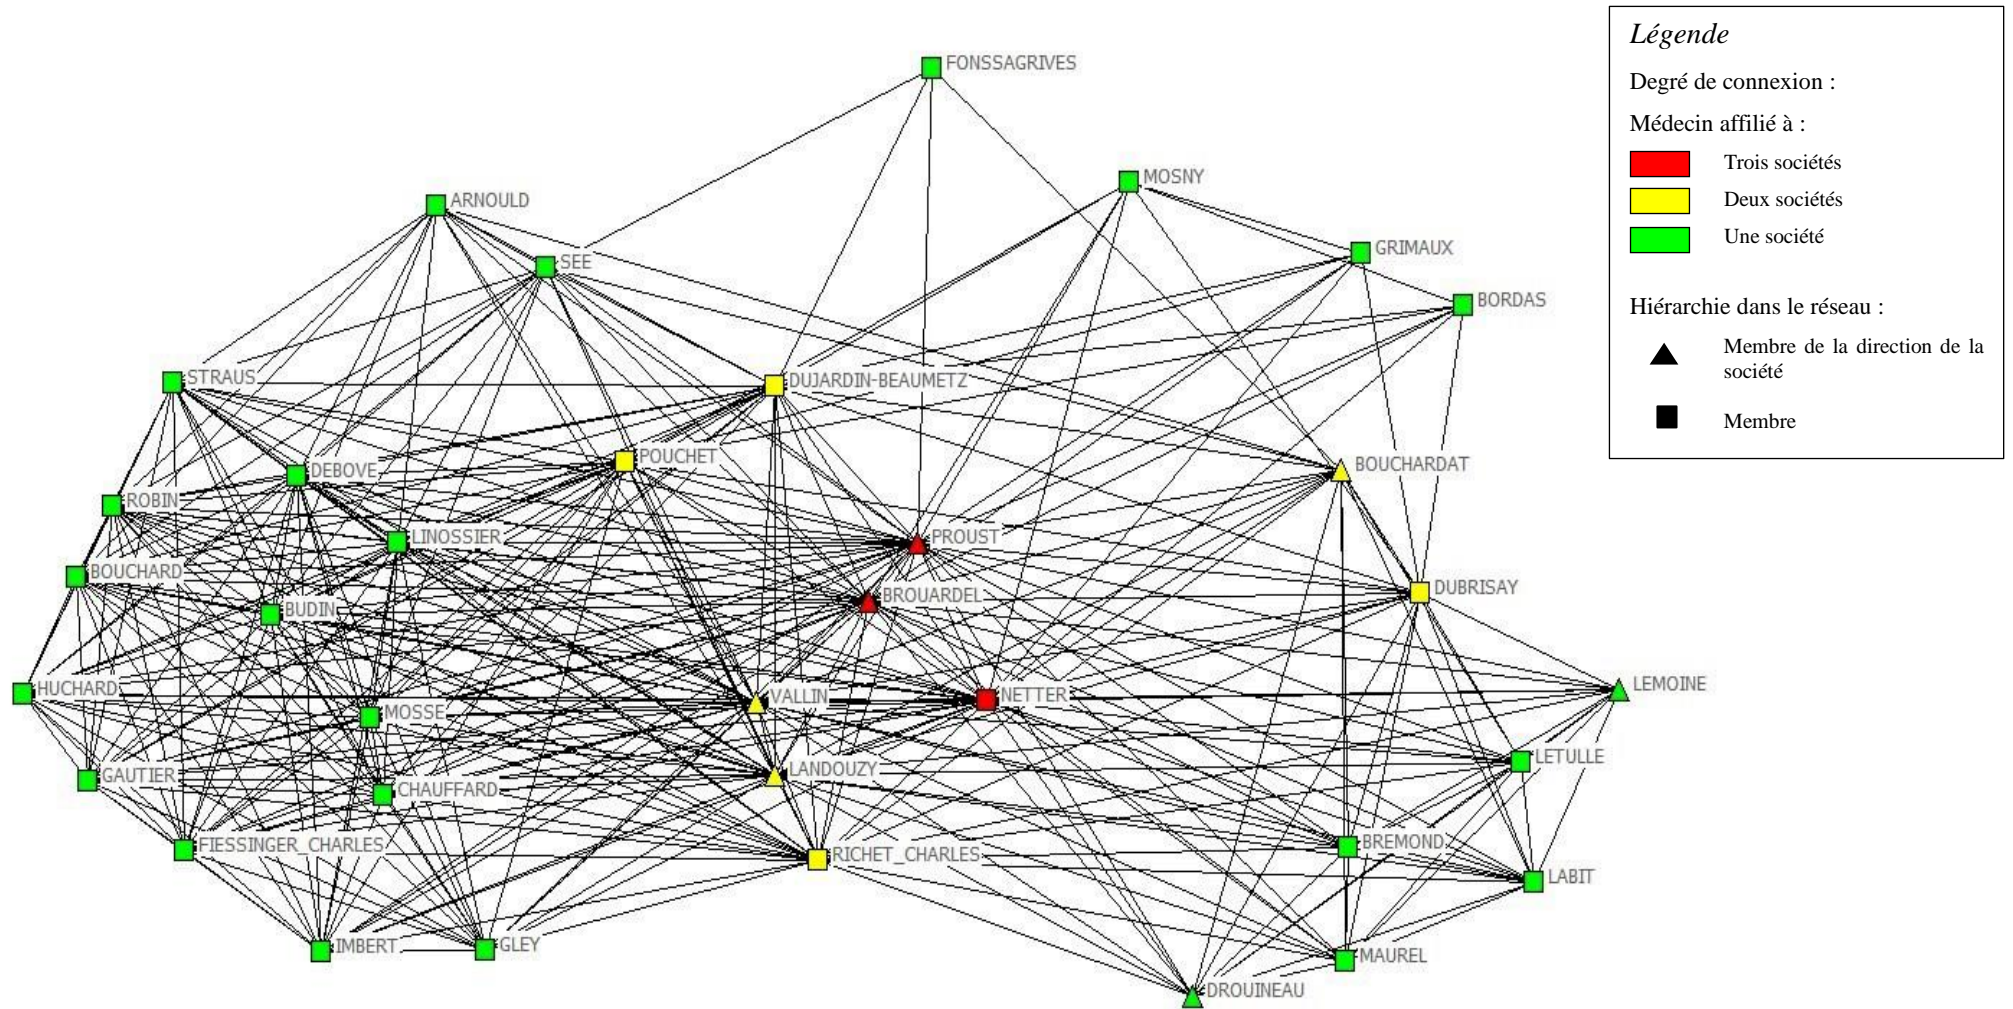 Légende
Degré de connexion :
Médecin affilié à :
Trois sociétés
Deux sociétés
Une société
Hiérarchie dans le réseau :
Membre de la direction de la
société
Membre
FONSSAGRIVES
MOSNY
ARNOULD
GRIMAUX
SEE
BORDAS
STRAUS
DUJARDIN-BEAUMETZ
POUCHET
BOUCHARDAT
DEBOVE
ROBIN
LINOSSIER
PROUST
BOUCHARD
DUBRISAY
BROUARDEL
BUDIN
LEMOINE
HUCHARD
VALLIN
NETTER
MOSSE
LETULLE
GAUTIER
LANDOUZY
CHAUFFARD
FIESSINGER_CHARLES
BREMOND
RICHET_CHARLES
LABIT
IMBERT
GLEY
MAUREL
DROUINEAU